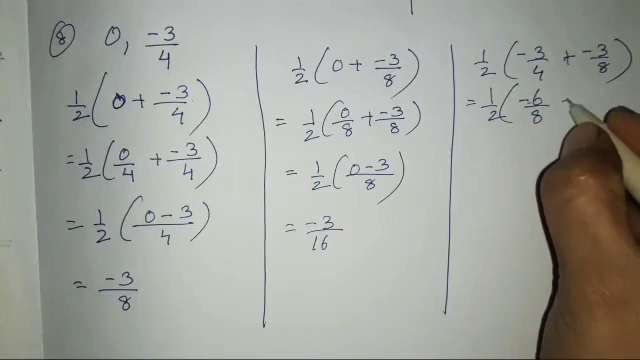 ⑧ 0, -3/4
1/2 (0 + -3/4)
= 1/2 (0/4 + -3/4)
= 1/2 (0 - 3/4)
= -3/8
1/2 (0 + -3/8)
= 1/2 (0/8 + -3/8)
= 1/2 (0-3/8)
= -3/16
1/2 (-3/4 + -3/8)
= 1/2 (-6/8